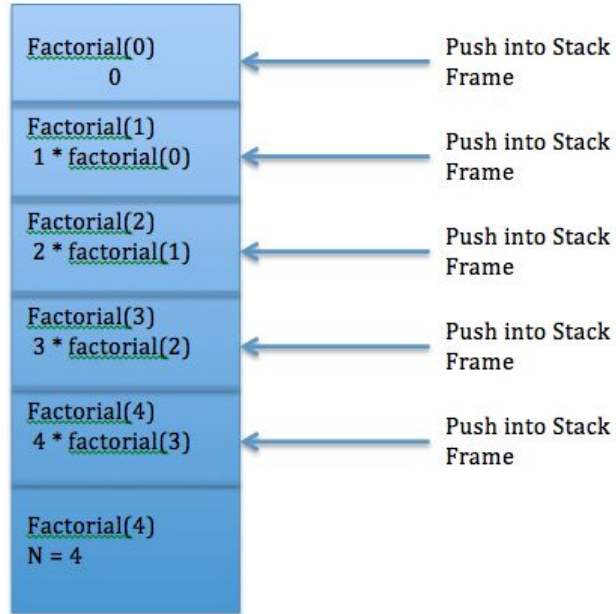 Factorial(0)
0
Push into Stack
Frame
Factorial(1)
1 * factorial(0)
Push into Stack
Frame
Factorial(2)
2 * factorial(1)
Push into Stack
Frame
Factorial(3)
3 * factorial(2)
Push into Stack
Frame
Factorial(4)
4 * factorial(3)
Push into Stack
Frame
Factorial(4)
N = 4